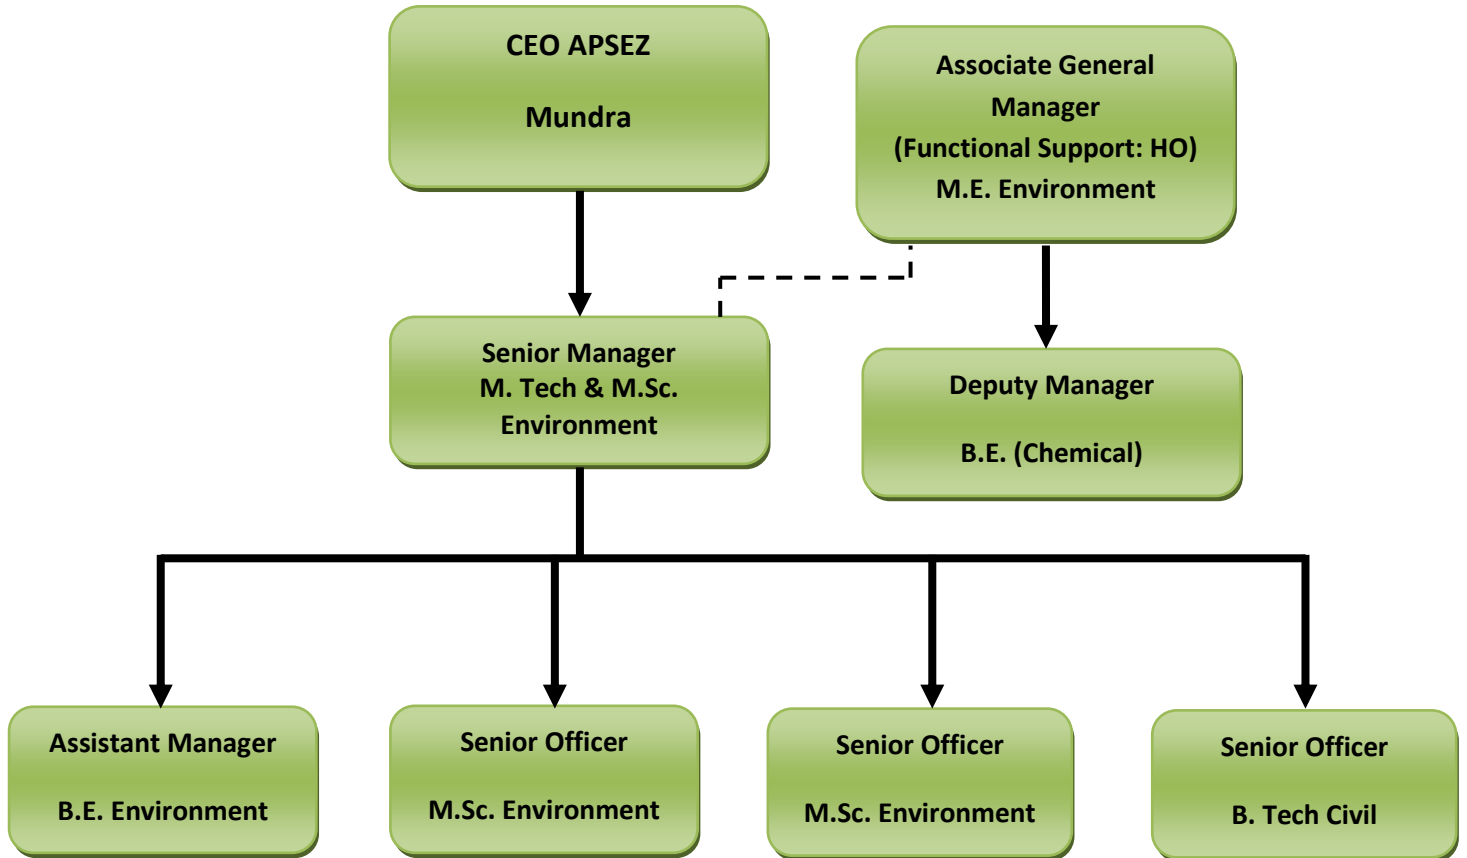 CEO APSEZ
Mundra
Associate General
Manager
(Functional Support: HO)
M.E. Environment
Senior Manager
M. Tech & M.Sc.
Environment
Deputy Manager
B.E. (Chemical)
Assistant Manager
B.E. Environment
Senior Officer
M.Sc. Environment
Senior Officer
M.Sc. Environment
Senior Officer
B. Tech Civil